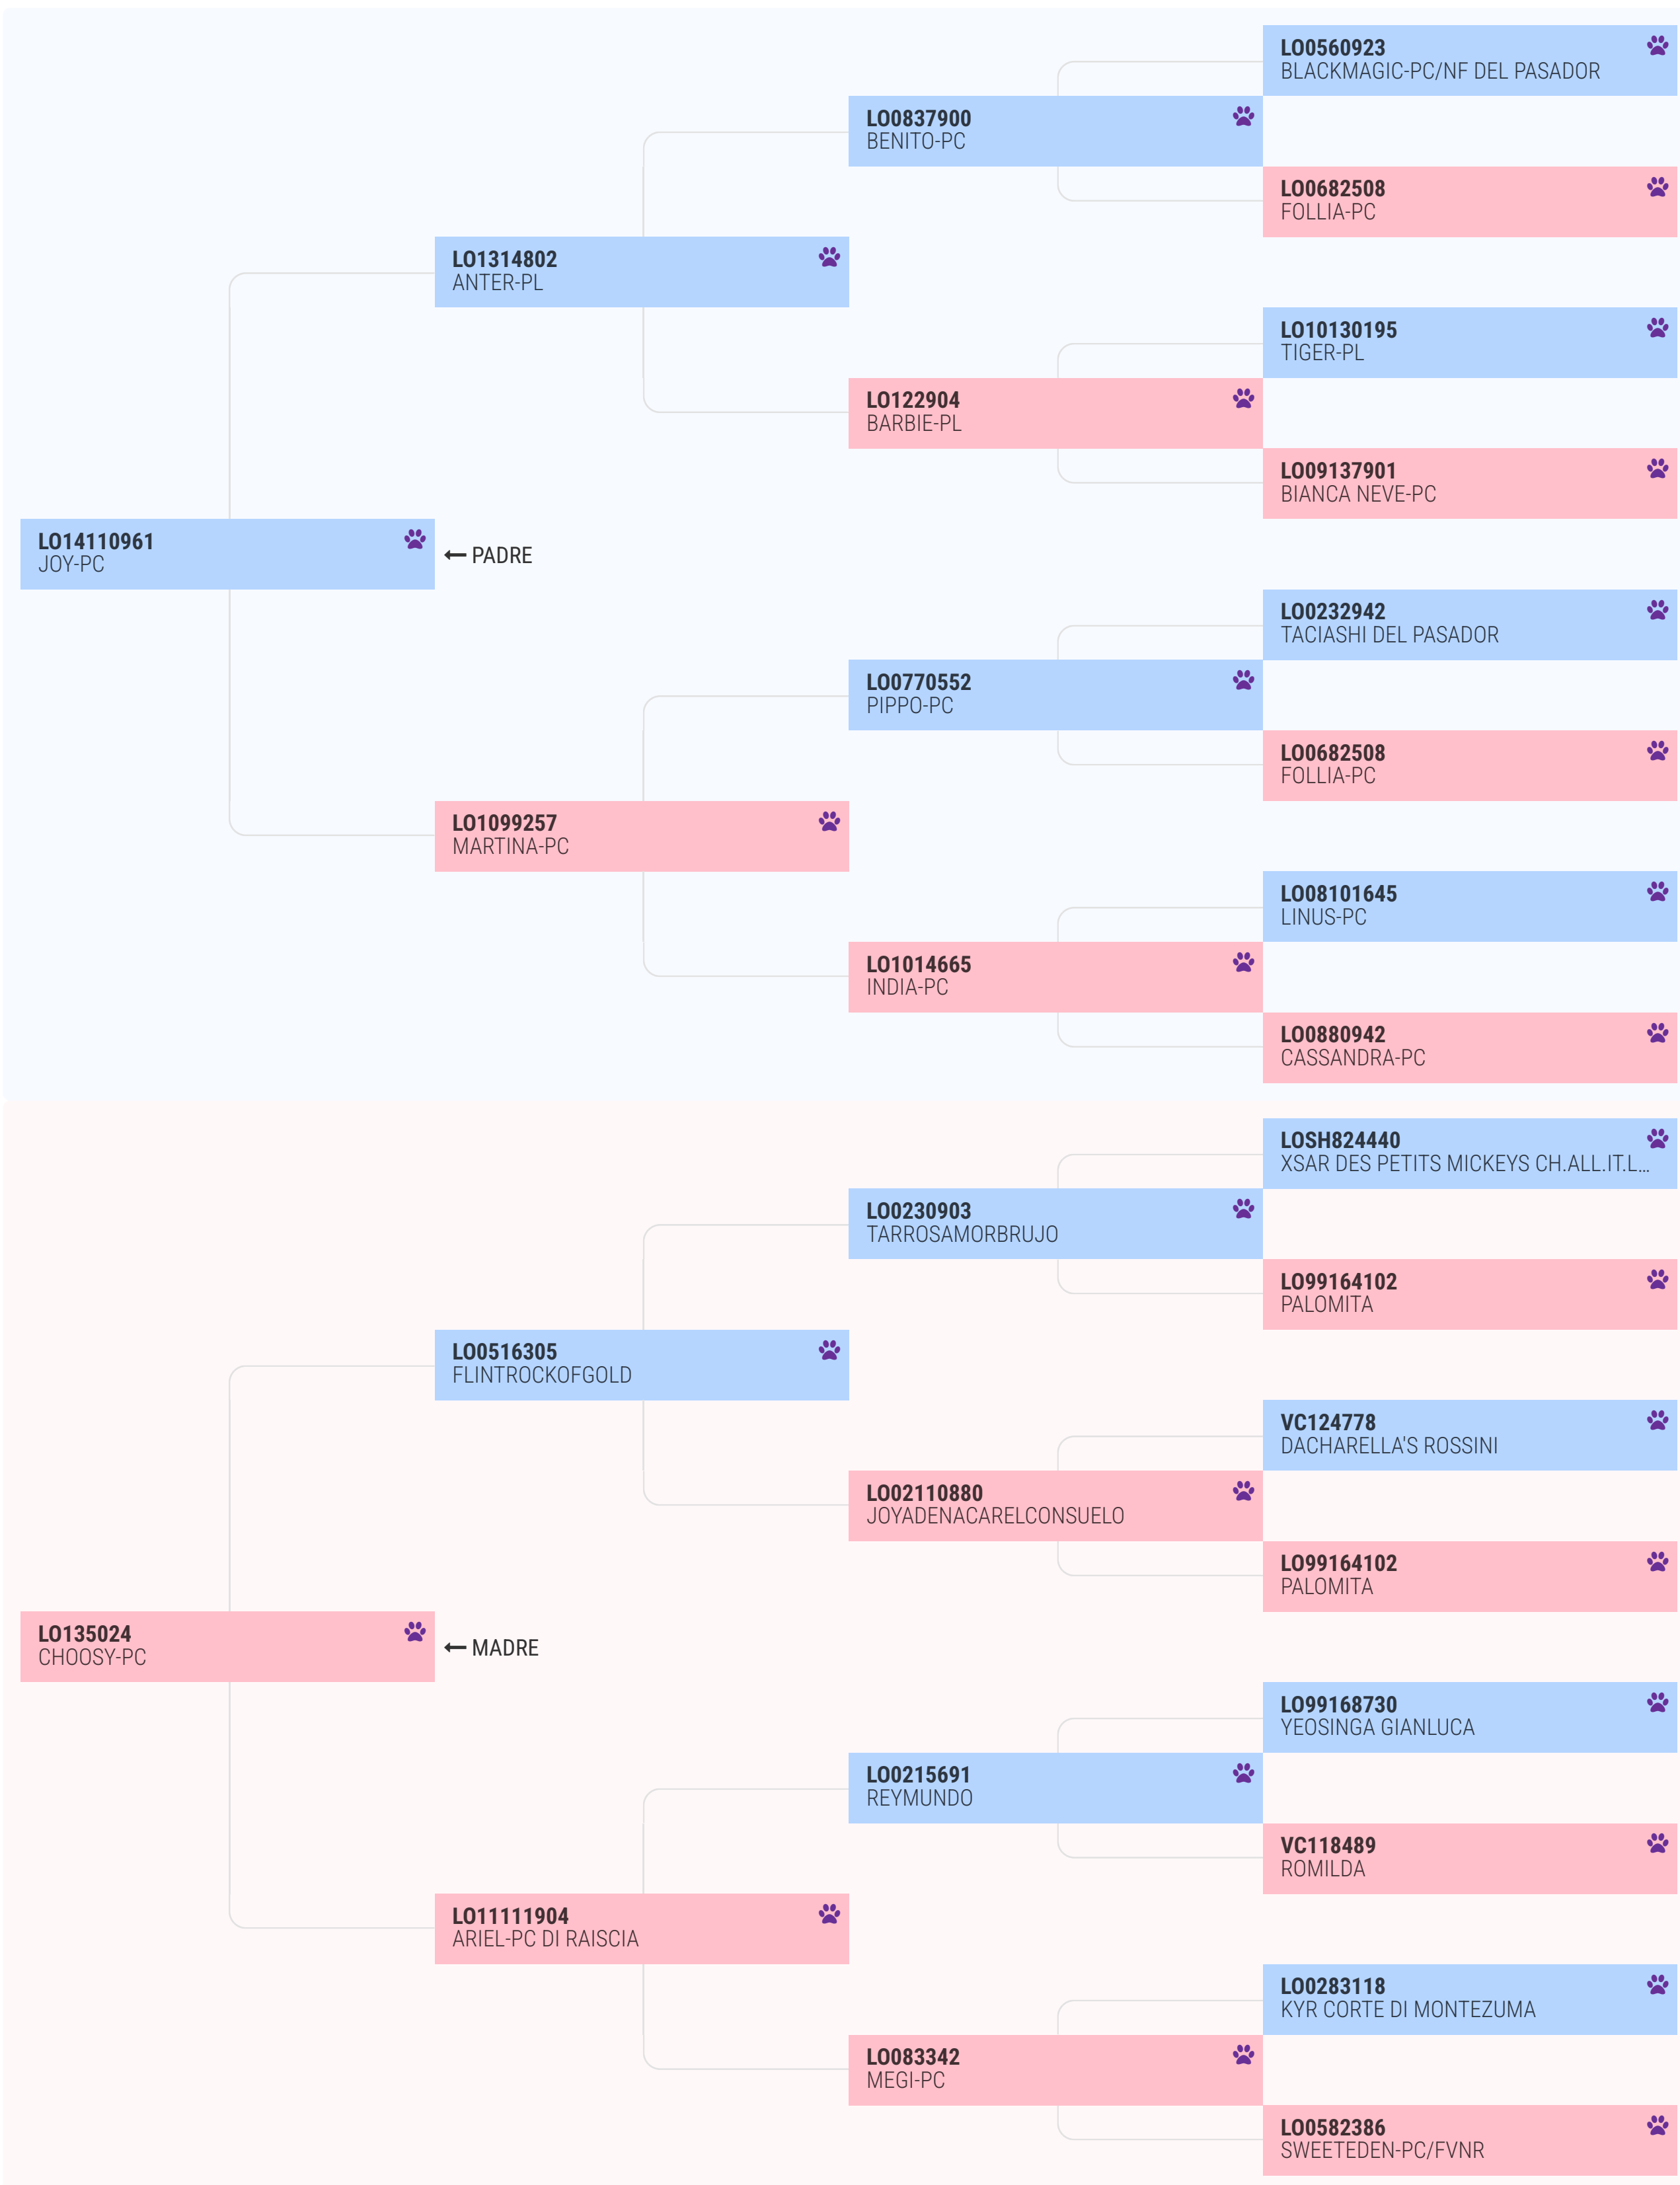 LO0560923
BLACKMAGIC-PC/NF DEL PASADOR
LO0837900
BENITO-PC
LO0682508
FOLLIA-PC
LO1314802
ANTER-PL
LO10130195
TIGER-PL
LO122904
BARBIE-PL
LO09137901
BIANCA NEVE-PC
LO14110961
JOY-PC
← PADRE
LO0232942
TACIASHI DEL PASADOR
LO0770552
PIPPO-PC
LO0682508
FOLLIA-PC
LO1099257
MARTINA-PC
LO08101645
LINUS-PC
LO1014665
INDIA-PC
LO0880942
CASSANDRA-PC
LOSH824440
XSAR DES PETITS MICKEYS CH.ALL.IT.L...
LO0230903
TARROSAMORBRUJO
LO99164102
PALOMITA
LO0516305
FLINTROCKOFGOLD
VC124778
DACHARELLA'S ROSSINI
LO02110880
JOYADENACARELCONSUELO
LO99164102
PALOMITA
LO135024
CHOOSY-PC
← MADRE
LO99168730
YEOSINGA GIANLUCA
LO0215691
REYMUNDO
VC118489
ROMILDA
LO11111904
ARIEL-PC DI RAISCIA
LO0283118
KYR CORTE DI MONTEZUMA
LO083342
MEGI-PC
LO0582386
SWEETEDEN-PC/FVNR